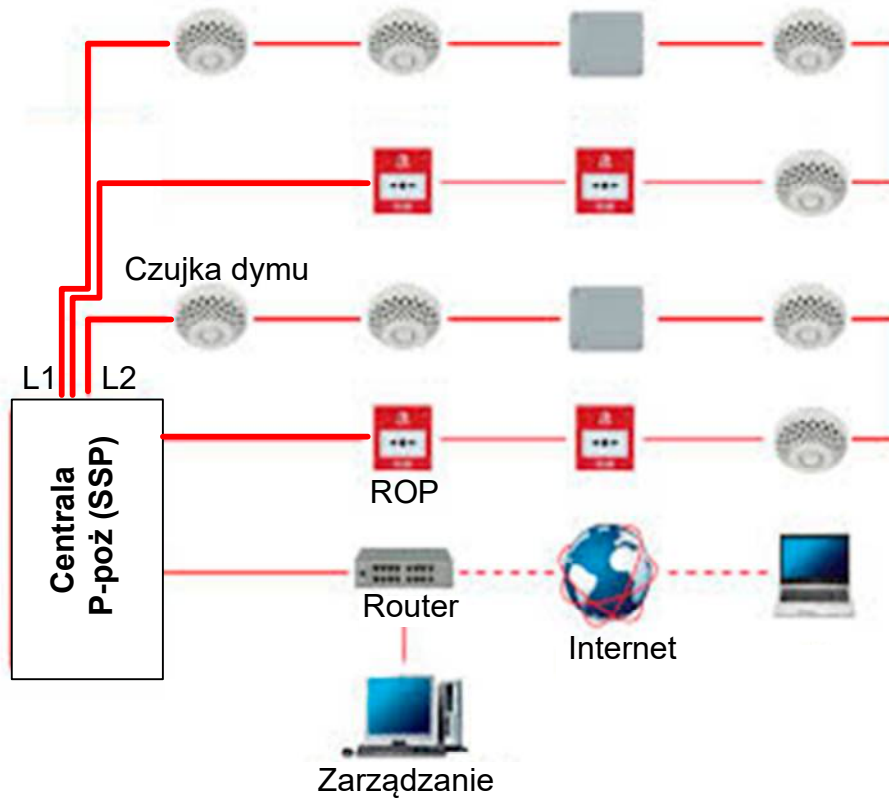 Czujka dymu
L1
L2
Centrala
P-poż (SSP)
ROP
Router
Internet
Zarządzanie